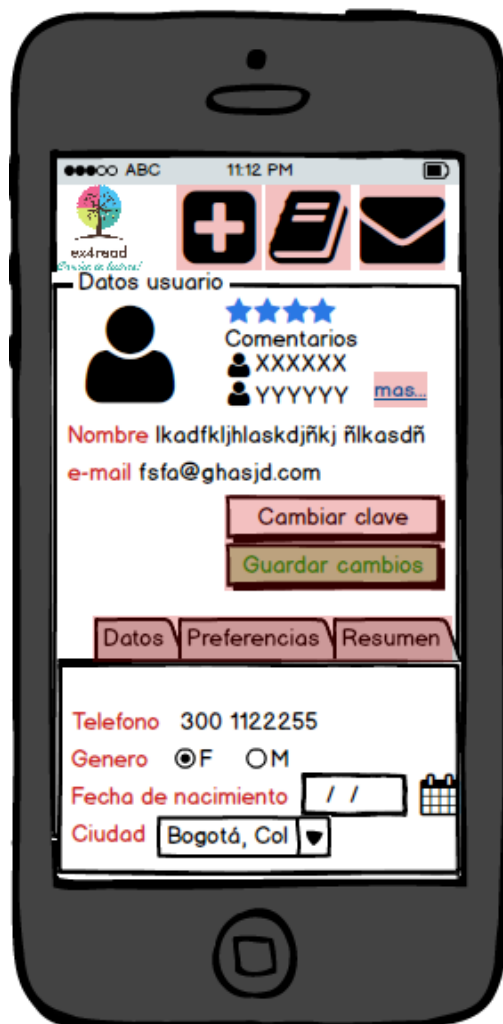 ABC 11:12 PM
ex4read
Datos usuario
Comentarios
XXXXXX
YYYYYY mas...
Nombre lkadfkljhlaskdjñkj ñlkasdñ
e-mail fsfa@ghasjd.com
Cambiar clave
Guardar cambios
Datos Preferencias Resumen
Telefono 300 1122255
Genero F M
Fecha de nacimiento / /
Ciudad Bogotá, Col